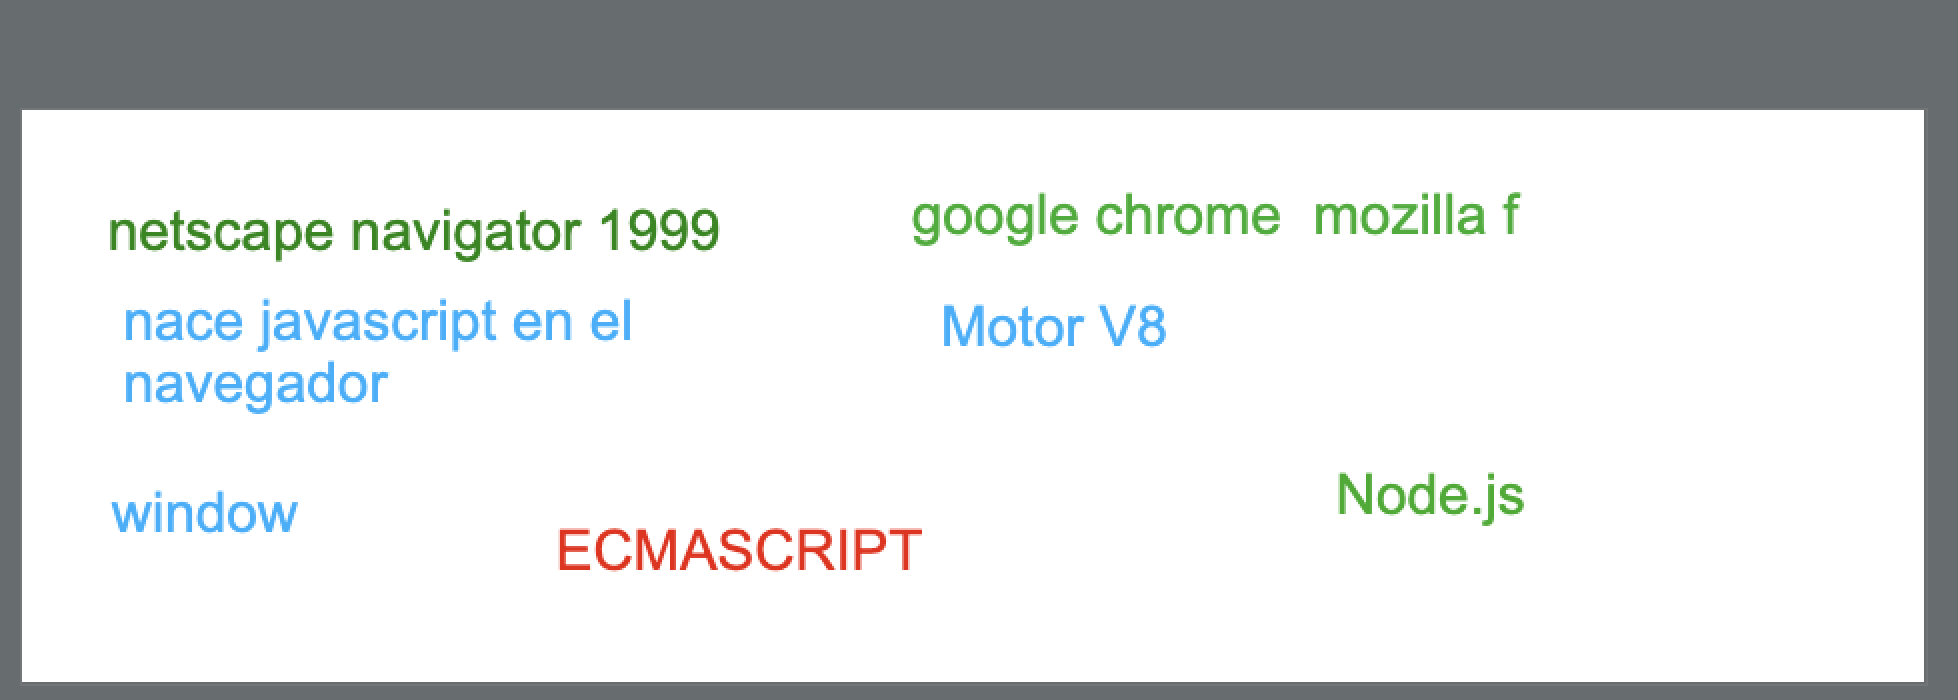 netscape navigator 1999
nace javascript en el
navegador
window
ECMASCRIPT
google chrome  mozilla f
Motor V8
Node.js